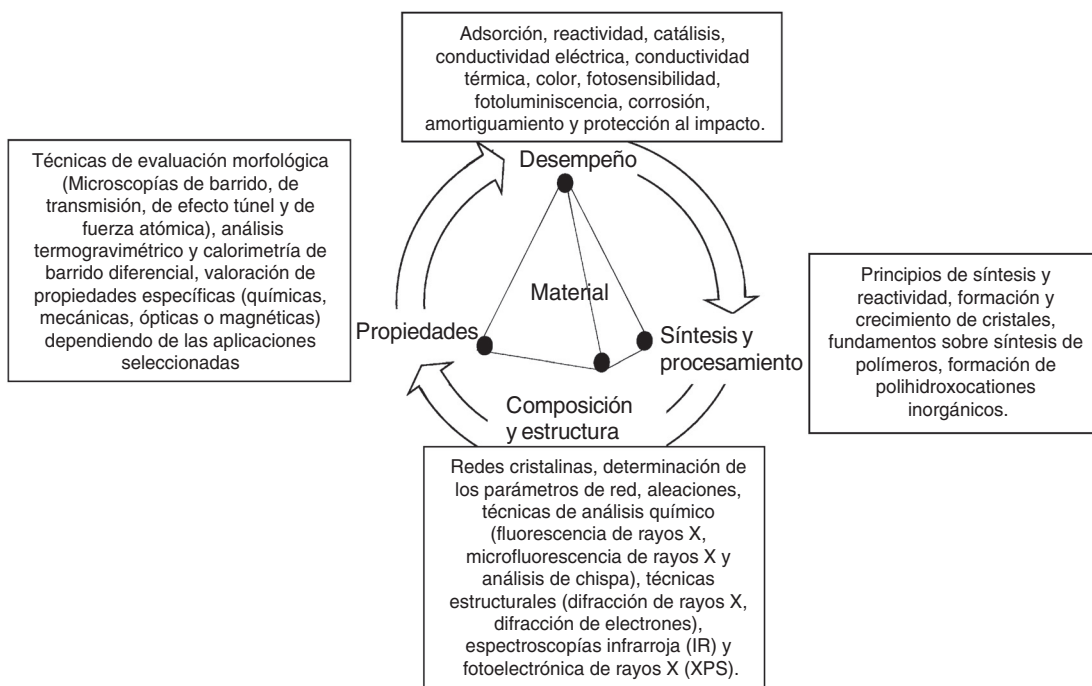 Adsorción, reactividad, catálisis,
conductividad eléctrica, conductividad
térmica, color, fotosensibilidad,
fotoluminiscencia, corrosión,
amortiguamiento y protección al impacto.
Desempeño
Técnicas de evaluación morfológica
(Microscopías de barrido, de
transmisión, de efecto túnel y de
fuerza atómica), análisis
termogravimétrico y calorimetría de
barrido diferencial, valoración de
propiedades específicas (químicas,
mecánicas, ópticas o magnéticas)
dependiendo de las aplicaciones
seleccionadas
Material
Propiedades
Síntesis y
procesamiento
Principios de síntesis y
reactividad, formación y
crecimiento de cristales,
fundamentos sobre síntesis de
polímeros, formación de
polihidroxocationes
inorgánicos.
Composición
y estructura
Redes cristalinas, determinación de
los parámetros de red, aleaciones,
técnicas de análisis químico
(fluorescencia de rayos X,
microfluorescencia de rayos X y
análisis de chispa), técnicas
estructurales (difracción de rayos X,
difracción de electrones),
espectroscopías infrarroja (IR) y
fotoelectrónica de rayos X (XPS).